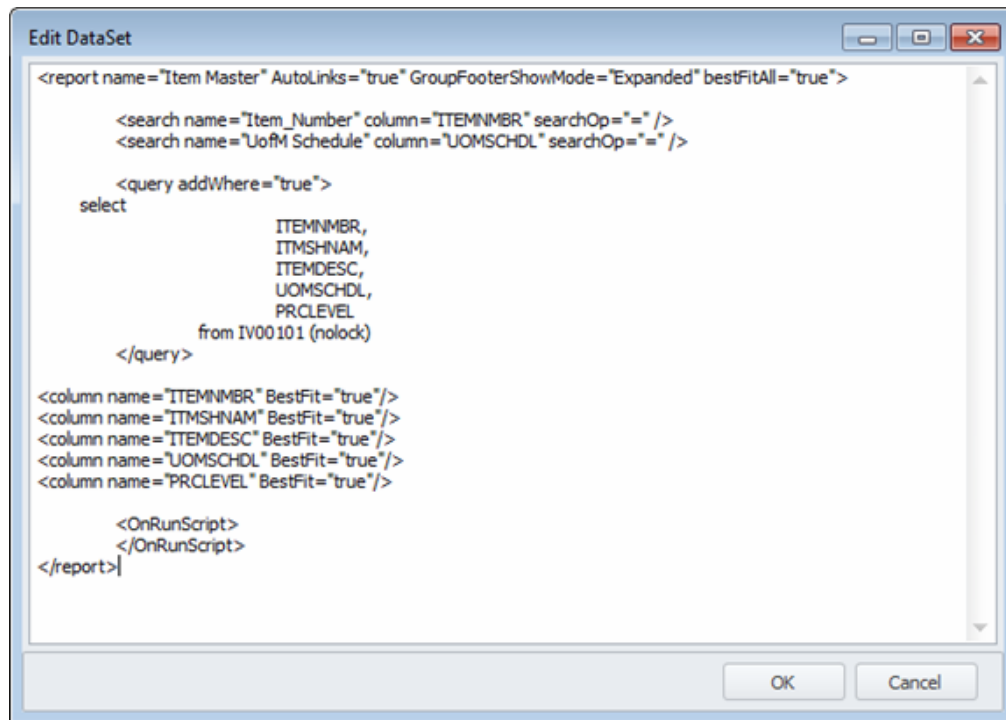 Edit DataSet
<report name="Item Master" AutoLinks="true" GroupFooterShowMode="Expanded" bestFitAll="true">
<search name="Item_Number" column="ITEMNMBR" searchOp="=" />
<search name="UofM Schedule" column="UOMSCHDL" searchOp="=" />
<query addWhere="true">
select
ITEMNMBR,
ITMSHNAM,
ITEMDESC,
UOMSCHDL,
PRCLEVEL
from IV00101 (nolock)
</query>
<column name="ITEMNMBR" BestFit="true"/>
<column name="ITMSHNAM" BestFit="true"/>
<column name="ITEMDESC" BestFit="true"/>
<column name="UOMSCHDL" BestFit="true"/>
<column name="PRCLEVEL" BestFit="true"/>
<OnRunScript>
</OnRunScript>
</report>
OK Cancel